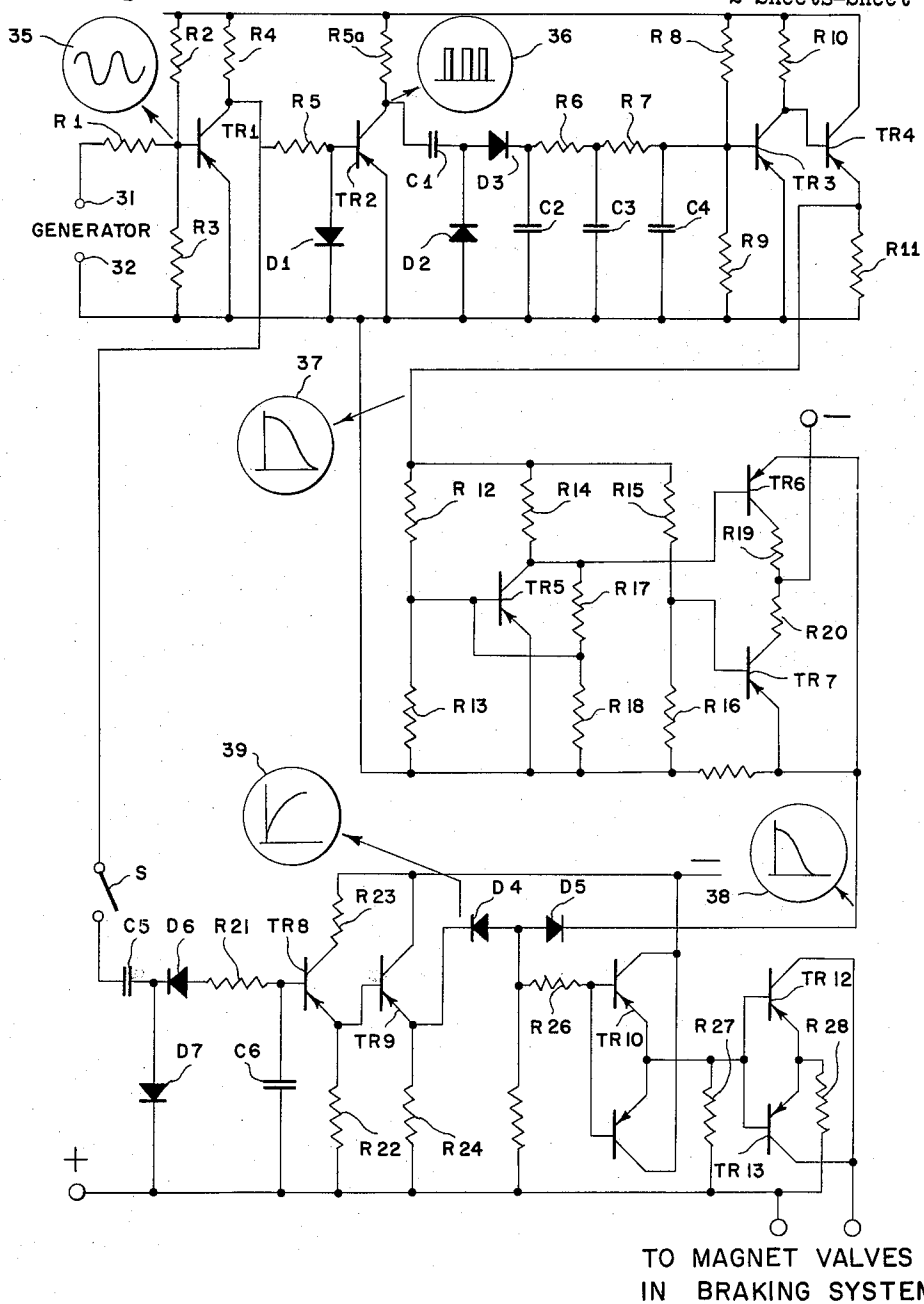 2 Sheets-Sheet
35
R2
R4
R5a
36
R8
R10
R1
R5
TR1
R6
R7
TR4
31
TR2
C1
D3
TR3
GENERATOR
R3
C2
C3
C4
32
D1
D2
R9
R11
37
—
R12
R14
R15
TR6
R19
TR5
R17
R20
R13
R18
R16
TR7
39
—
S
R23
D4
D5
38
C5
D6
R21
TR8
TR12
R26
TR9
TR10
R27
R28
D7
C6
R22
R24
TR13
+
TO MAGNET VALVES
IN BRAKING SYSTEM